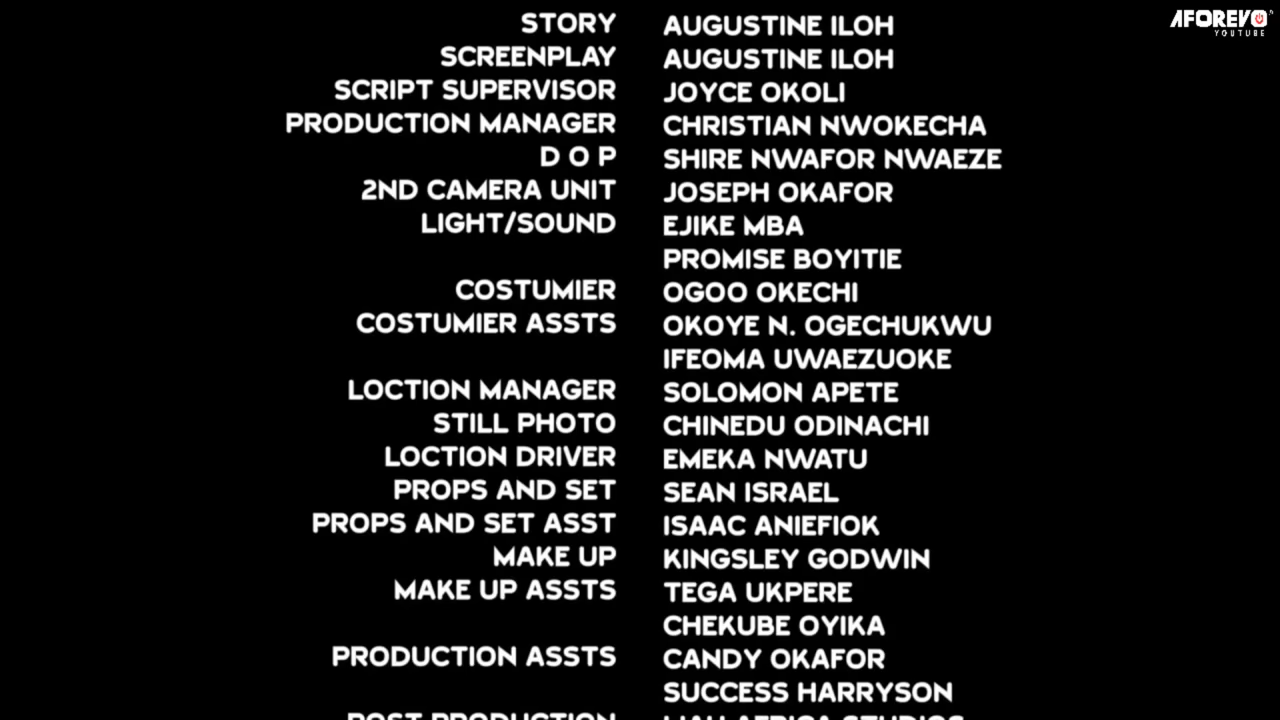 AFOREVO
YOUTUBE
STORY AUGUSTINE ILOH
SCREENPLAY AUGUSTINE ILOH
SCRIPT SUPERVISOR JOYCE OKOLI
PRODUCTION MANAGER CHRISTIAN NWOKECHA
D O P SHIRE NWAFOR NWAEZE
2ND CAMERA UNIT JOSEPH OKAFOR
LIGHT/SOUND EJIKE MBA
PROMISE BOYITIE
COSTUMIER OGOO OKECHI
COSTUMIER ASSTS OKOYE N. OGECHUKWU
IFEOMA UWAEZUOKE
LOCTION MANAGER SOLOMON APETE
STILL PHOTO CHINEDU ODINACHI
LOCTION DRIVER EMEKA NWATU
PROPS AND SET SEAN ISRAEL
PROPS AND SET ASST ISAAC ANIEFIOK
MAKE UP KINGSLEY GODWIN
MAKE UP ASSTS TEGA UKPERE
CHEKUBE OYIKA
PRODUCTION ASSTS CANDY OKAFOR
SUCCESS HARRYSON
POST PRODUCTION AFRICA STUDIOS